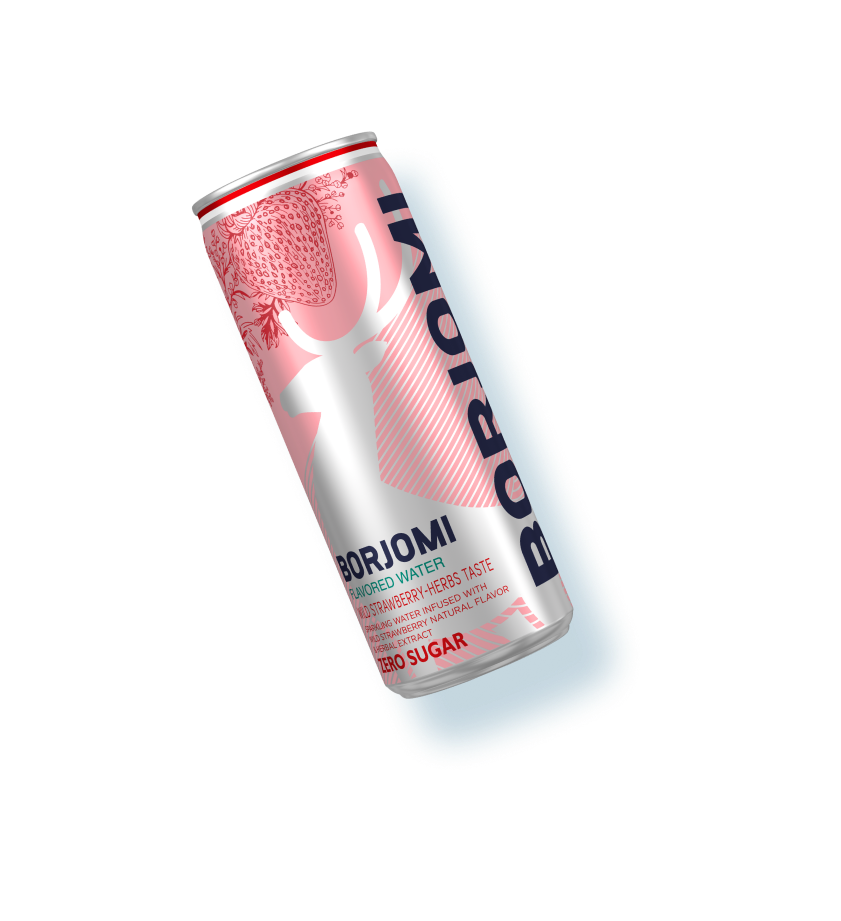 BORJOMI
BORJOMI
FLAVORED WATER
WILD STRAWBERRY-HERBS TASTE
SPARKLING WATER INFUSED WITH
WILD STRAWBERRY NATURAL FLAVOR
& HERBAL EXTRACT
ZERO SUGAR